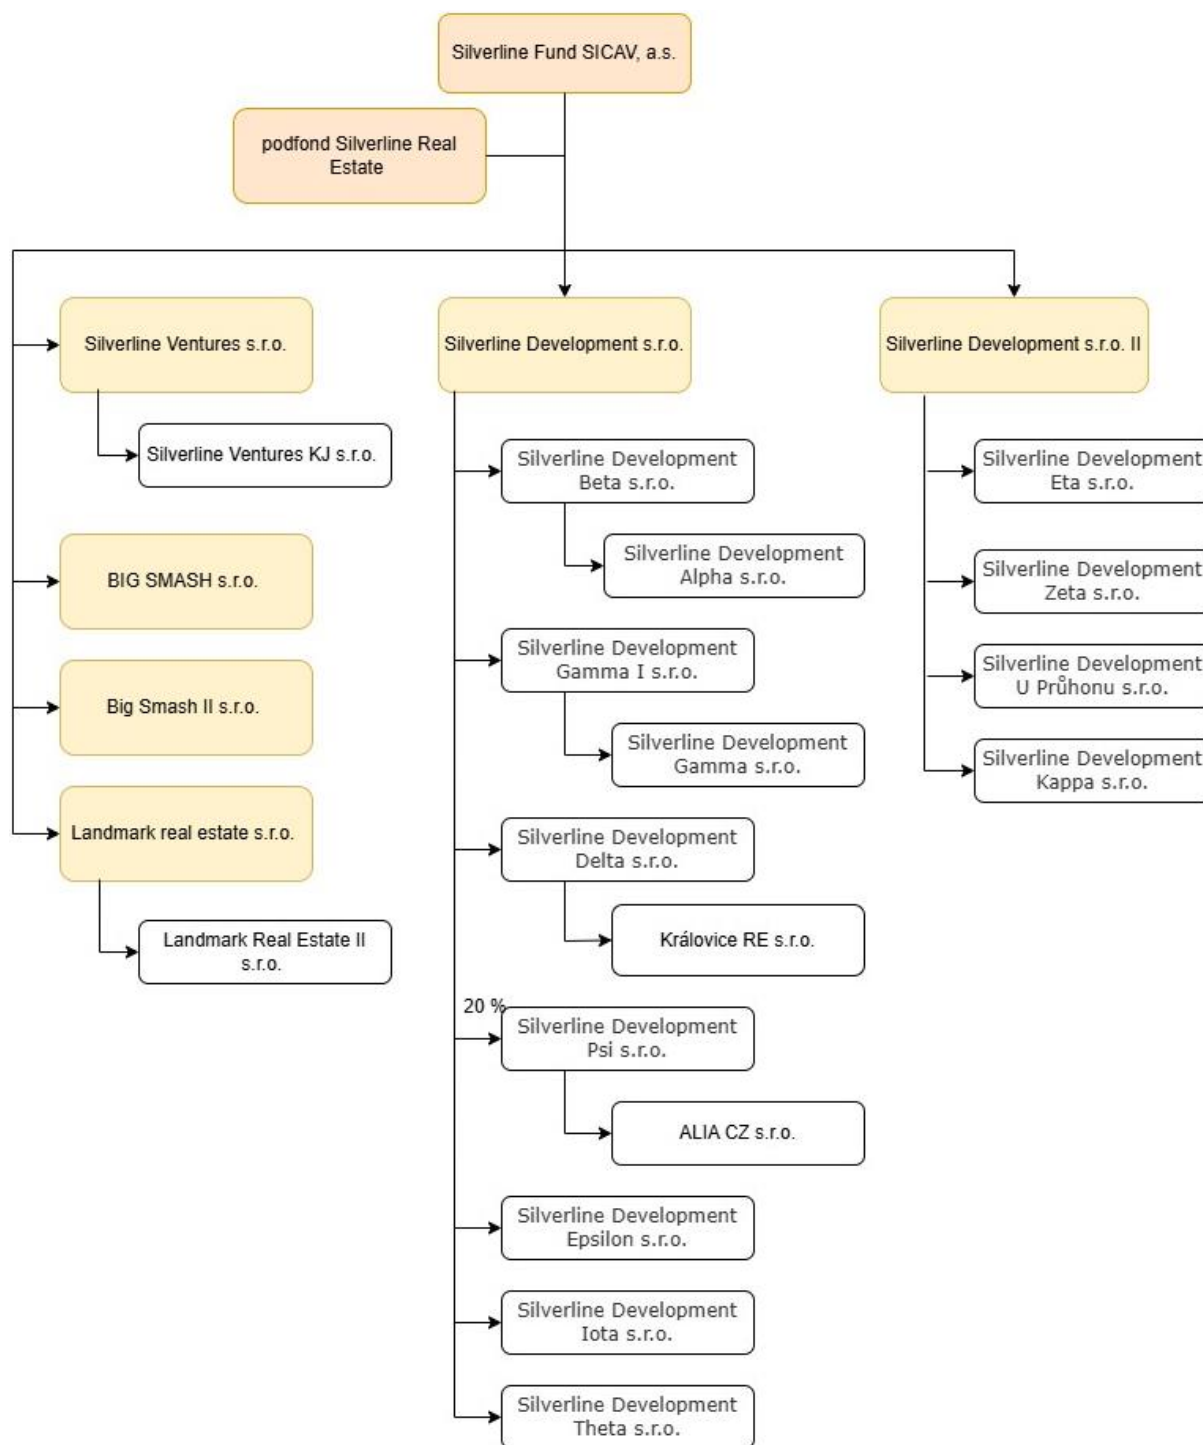 Silverline Fund SICAV, a.s.
podfond Silverline Real
Estate
Silverline Ventures s.r.o.
Silverline Ventures KJ s.r.o.
BIG SMASH s.r.o.
Big Smash II s.r.o.
Landmark real estate s.r.o.
Landmark Real Estate II
s.r.o.
Silverline Development s.r.o.
Silverline Development
Beta s.r.o.
Silverline Development
Alpha s.r.o.
Silverline Development
Gamma I s.r.o.
Silverline Development
Gamma s.r.o.
Silverline Development
Delta s.r.o.
Královice RE s.r.o.
20 %
Silverline Development
Psi s.r.o.
ALIA CZ s.r.o.
Silverline Development
Epsilon s.r.o.
Silverline Development
Iota s.r.o.
Silverline Development
Theta s.r.o.
Silverline Development s.r.o. II
Silverline Development
Eta s.r.o.
Silverline Development
Zeta s.r.o.
Silverline Development
U Průhonu s.r.o.
Silverline Development
Kappa s.r.o.